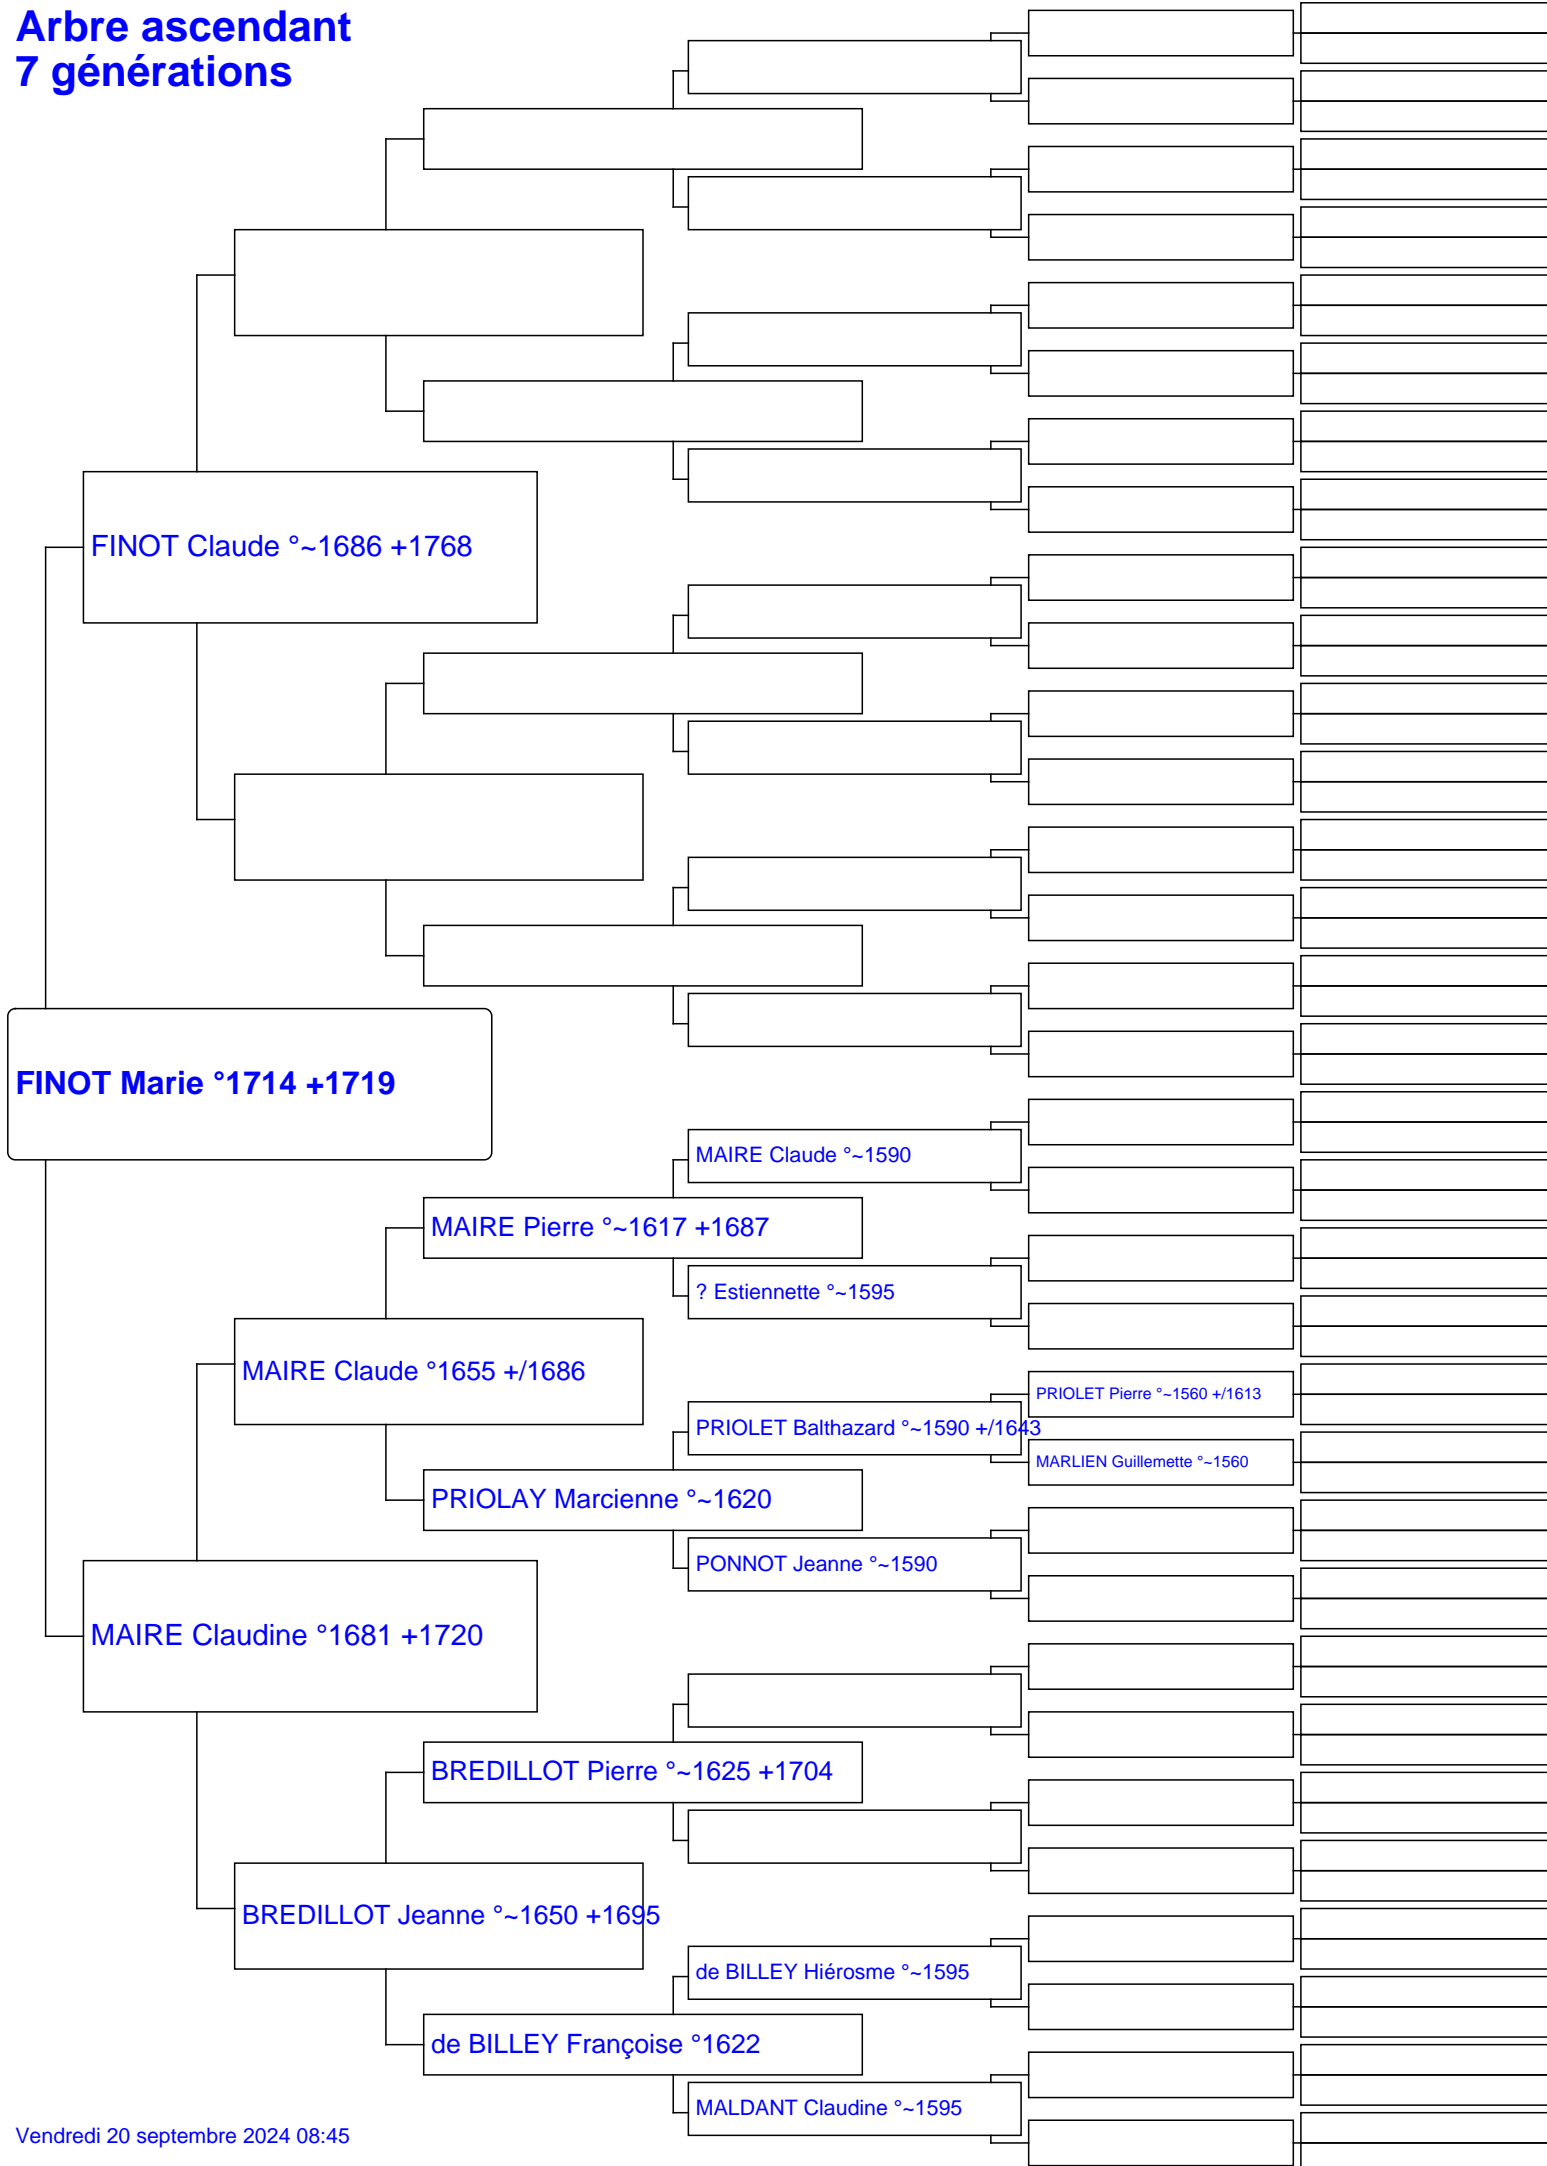 Arbre ascendant
7 générations
FINOT Claude °~1686 +1768
FINOT Marie °1714 +1719
MAIRE Claude °~1590
MAIRE Pierre °~1617 +1687
? Estiennette °~1595
MAIRE Claude °1655 +/1686
PRIOLET Pierre °~1560 +/1613
PRIOLET Balthazard °~1590 +/1643
MARLIEN Guillemette °~1560
PRIOLAY Marcienne °~1620
PONNOT Jeanne °~1590
MAIRE Claudine °1681 +1720
BREDILLOT Pierre °~1625 +1704
BREDILLOT Jeanne °~1650 +1695
de BILLEY Hiérosme °~1595
de BILLEY Françoise °1622
MALDANT Claudine °~1595
Vendredi 20 septembre 2024 08:45